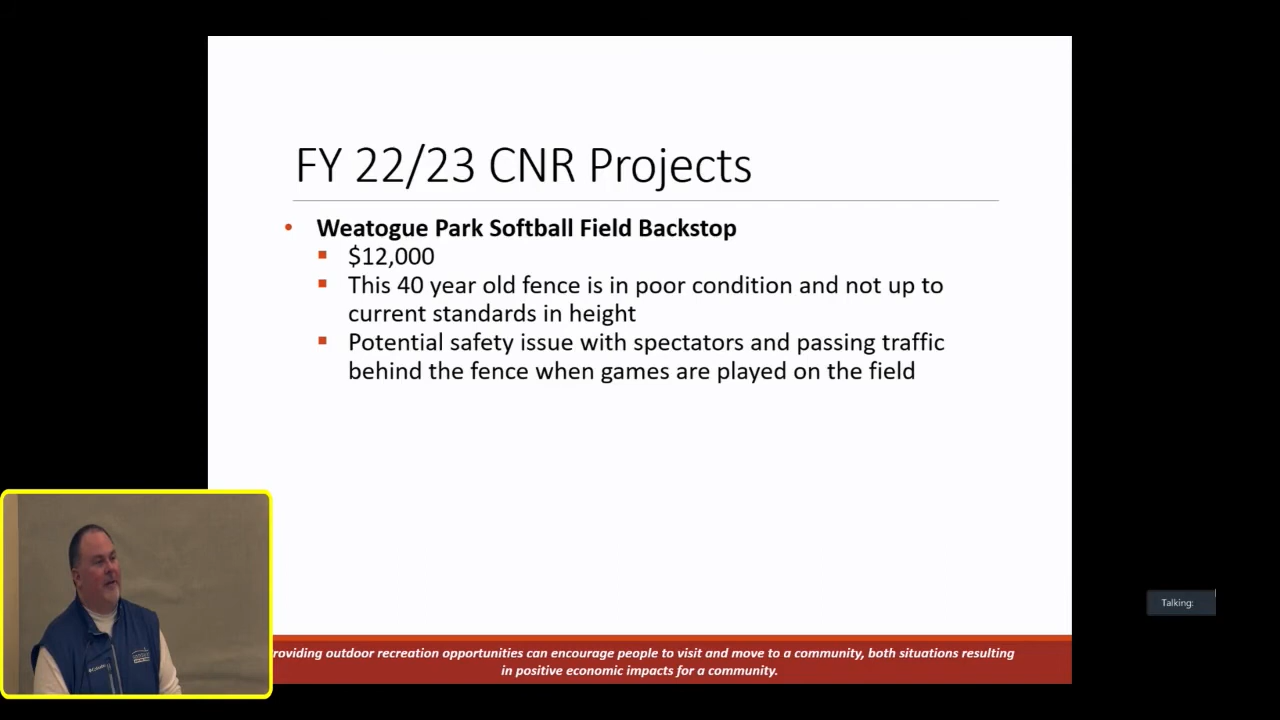 FY 22/23 CNR Projects
• Weatogue Park Softball Field Backstop
▪ $12,000
▪ This 40 year old fence is in poor condition and not up to
current standards in height
▪ Potential safety issue with spectators and passing traffic
behind the fence when games are played on the field
Talking:
roviding outdoor recreation opportunities can encourage people to visit and move to a community, both situations resulting
in positive economic impacts for a community.
Columbia